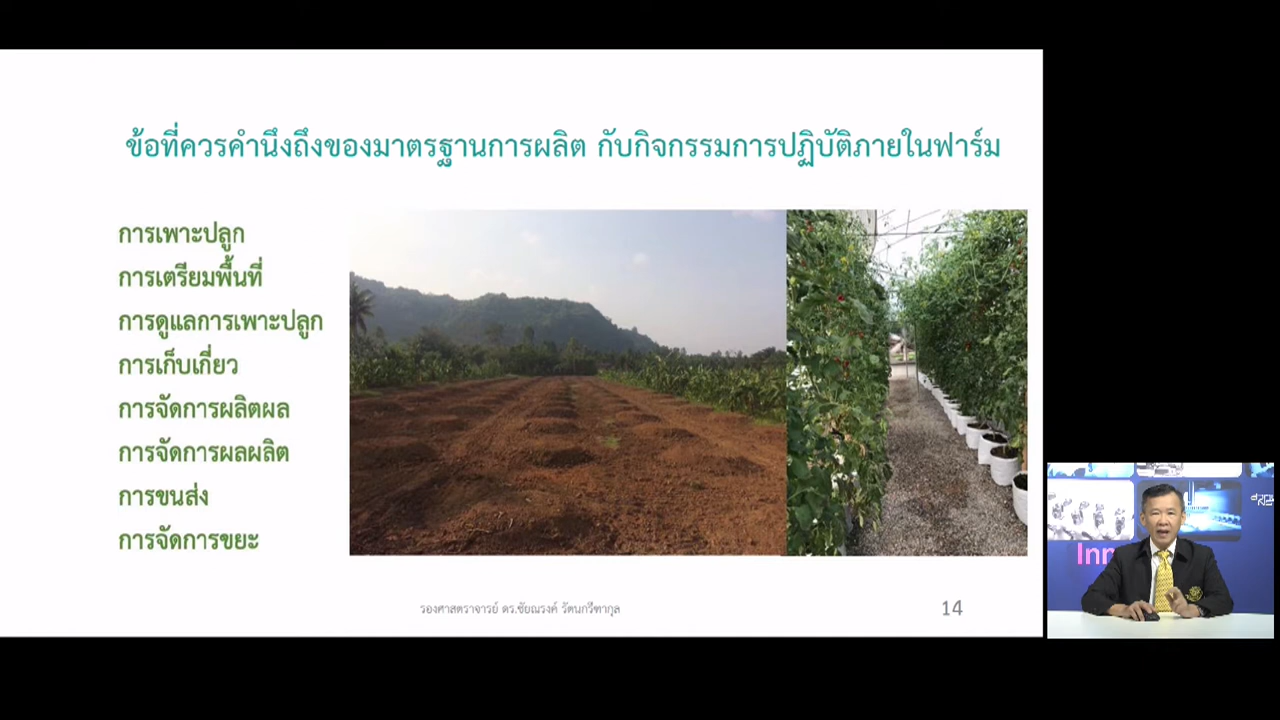 ข้อที่ควรคำนึงถึงของมาตรฐานการผลิต กับกิจกรรมการปฏิบัติภายในฟาร์ม
การเพาะปลูก
การเตรียมพื้นที่
การดูแลการเพาะปลูก
การเก็บเกี่ยว
การจัดการผลิตผล
การจัดการผลผลิต
การขนส่ง
การจัดการขยะ
รองศาสตราจารย์ ดร.ชัยณรงค์ รัตนกรีฑากุล
14
Inn